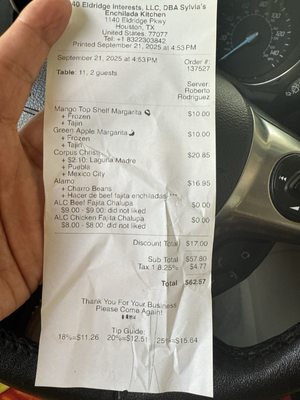 40 Eldridge Interests, LLC, DBA Sylvia's
Enchilada Kitchen
1140 Eldridge Pkwy
Houston, TX
United States, 77077
Tel: +1 8322303842
Printed September 21, 2025 at 4:53 PM
September 21, 2025 at 4:53 PM
Order #:
137527
Table: 11, 2 guests
Server:
Roberto
Rodriguez
Mango Top Shelf Margarita $10.00
+ Frozen
+ Tajin
Green Apple Margarita $10.00
+ Frozen
+ Tajin
Corpus Christi $20.85
+ $2.10: Laguna Madre
+ Puebla
+ Mexico City
Alamo $16.95
+ Charro Beans
+ Hacer de beef fajita enchiladas ***
ALC Beef Fajita Chalupa $0.00
$9.00 - $9.00: did not liked
ALC Chicken Fajita Chalupa $0.00
$8.00 - $8.00: did not liked
Discount Total $17.00
Sub Total $57.80
Tax 1 8.25% $4.77
Total $62.57
Thank You For Your Business
Please Come Again!
Tip Guide:
18%=$11.26 20%=$12.51 25%=$15.64